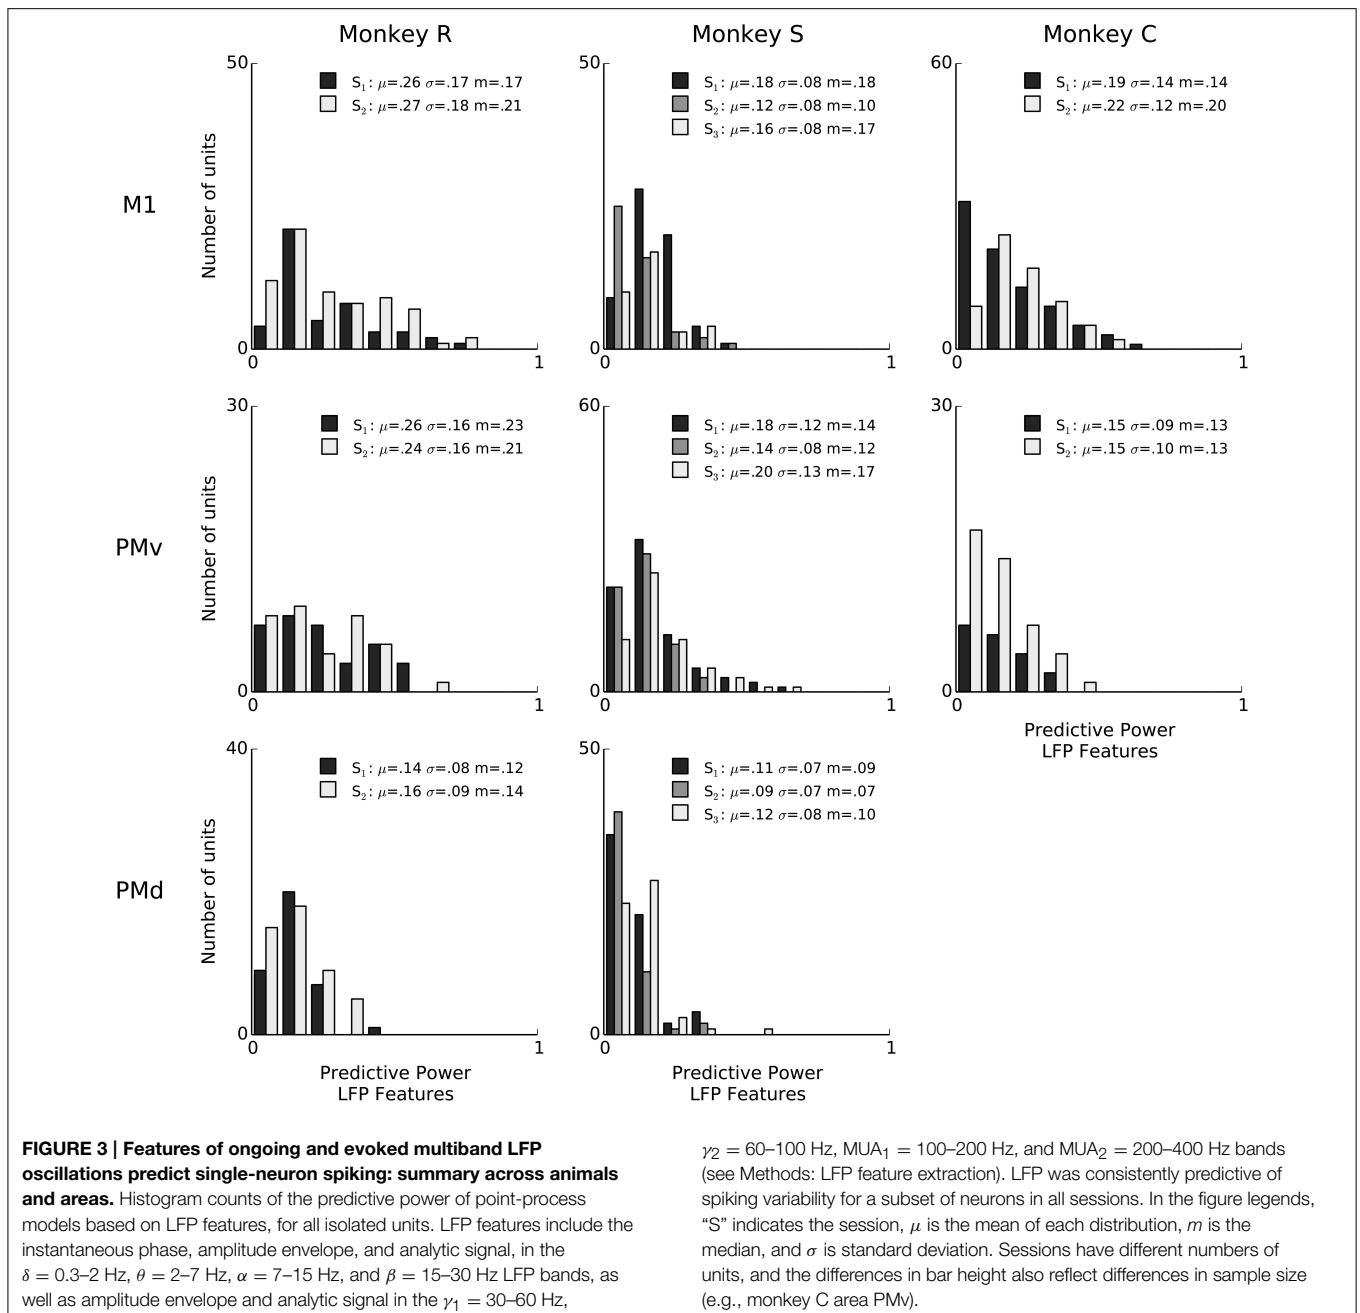 Monkey R
Monkey S
Monkey C
M1
Number of units
50
0
0
1
S₁: μ=.26 σ=.17 m=.17
S₂: μ=.27 σ=.18 m=.21
50
0
0
1
S₁: μ=.18 σ=.08 m=.18
S₂: μ=.12 σ=.08 m=.10
S₃: μ=.16 σ=.08 m=.17
60
0
0
1
S₁: μ=.19 σ=.14 m=.14
S₂: μ=.22 σ=.12 m=.20
PMv
Number of units
30
0
0
1
S₁: μ=.26 σ=.16 m=.23
S₂: μ=.24 σ=.16 m=.21
60
0
0
1
S₁: μ=.18 σ=.12 m=.14
S₂: μ=.14 σ=.08 m=.12
S₃: μ=.20 σ=.13 m=.17
30
0
0
1
S₁: μ=.15 σ=.09 m=.13
S₂: μ=.15 σ=.10 m=.13
Predictive Power
LFP Features
PMd
Number of units
40
0
0
1
S₁: μ=.14 σ=.08 m=.12
S₂: μ=.16 σ=.09 m=.14
Predictive Power
LFP Features
50
0
0
1
S₁: μ=.11 σ=.07 m=.09
S₂: μ=.09 σ=.07 m=.07
S₃: μ=.12 σ=.08 m=.10
Predictive Power
LFP Features
FIGURE 3 | Features of ongoing and evoked multiband LFP
oscillations predict single-neuron spiking: summary across animals
and areas. Histogram counts of the predictive power of point-process
models based on LFP features, for all isolated units. LFP features include the
instantaneous phase, amplitude envelope, and analytic signal, in the
δ = 0.3–2 Hz, θ = 2–7 Hz, α = 7–15 Hz, and β = 15–30 Hz LFP bands, as
well as amplitude envelope and analytic signal in the γ₁ = 30–60 Hz,
γ₂ = 60–100 Hz, MUA₁ = 100–200 Hz, and MUA₂ = 200–400 Hz bands
(see Methods: LFP feature extraction). LFP was consistently predictive of
spiking variability for a subset of neurons in all sessions. In the figure legends,
“S” indicates the session, μ is the mean of each distribution, m is the
median, and σ is standard deviation. Sessions have different numbers of
units, and the differences in bar height also reflect differences in sample size
(e.g., monkey C area PMv).